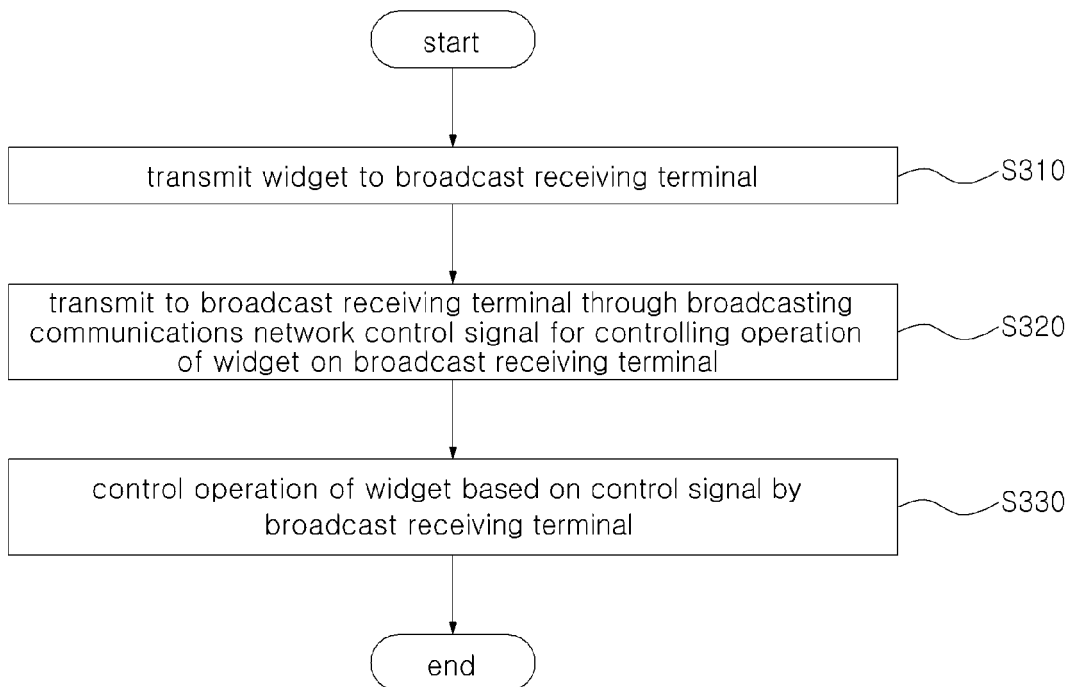 start
transmit widget to broadcast receiving terminal
S310
transmit to broadcast receiving terminal through broadcasting
communications network control signal for controlling operation
of widget on broadcast receiving terminal
S320
control operation of widget based on control signal by
broadcast receiving terminal
S330
end